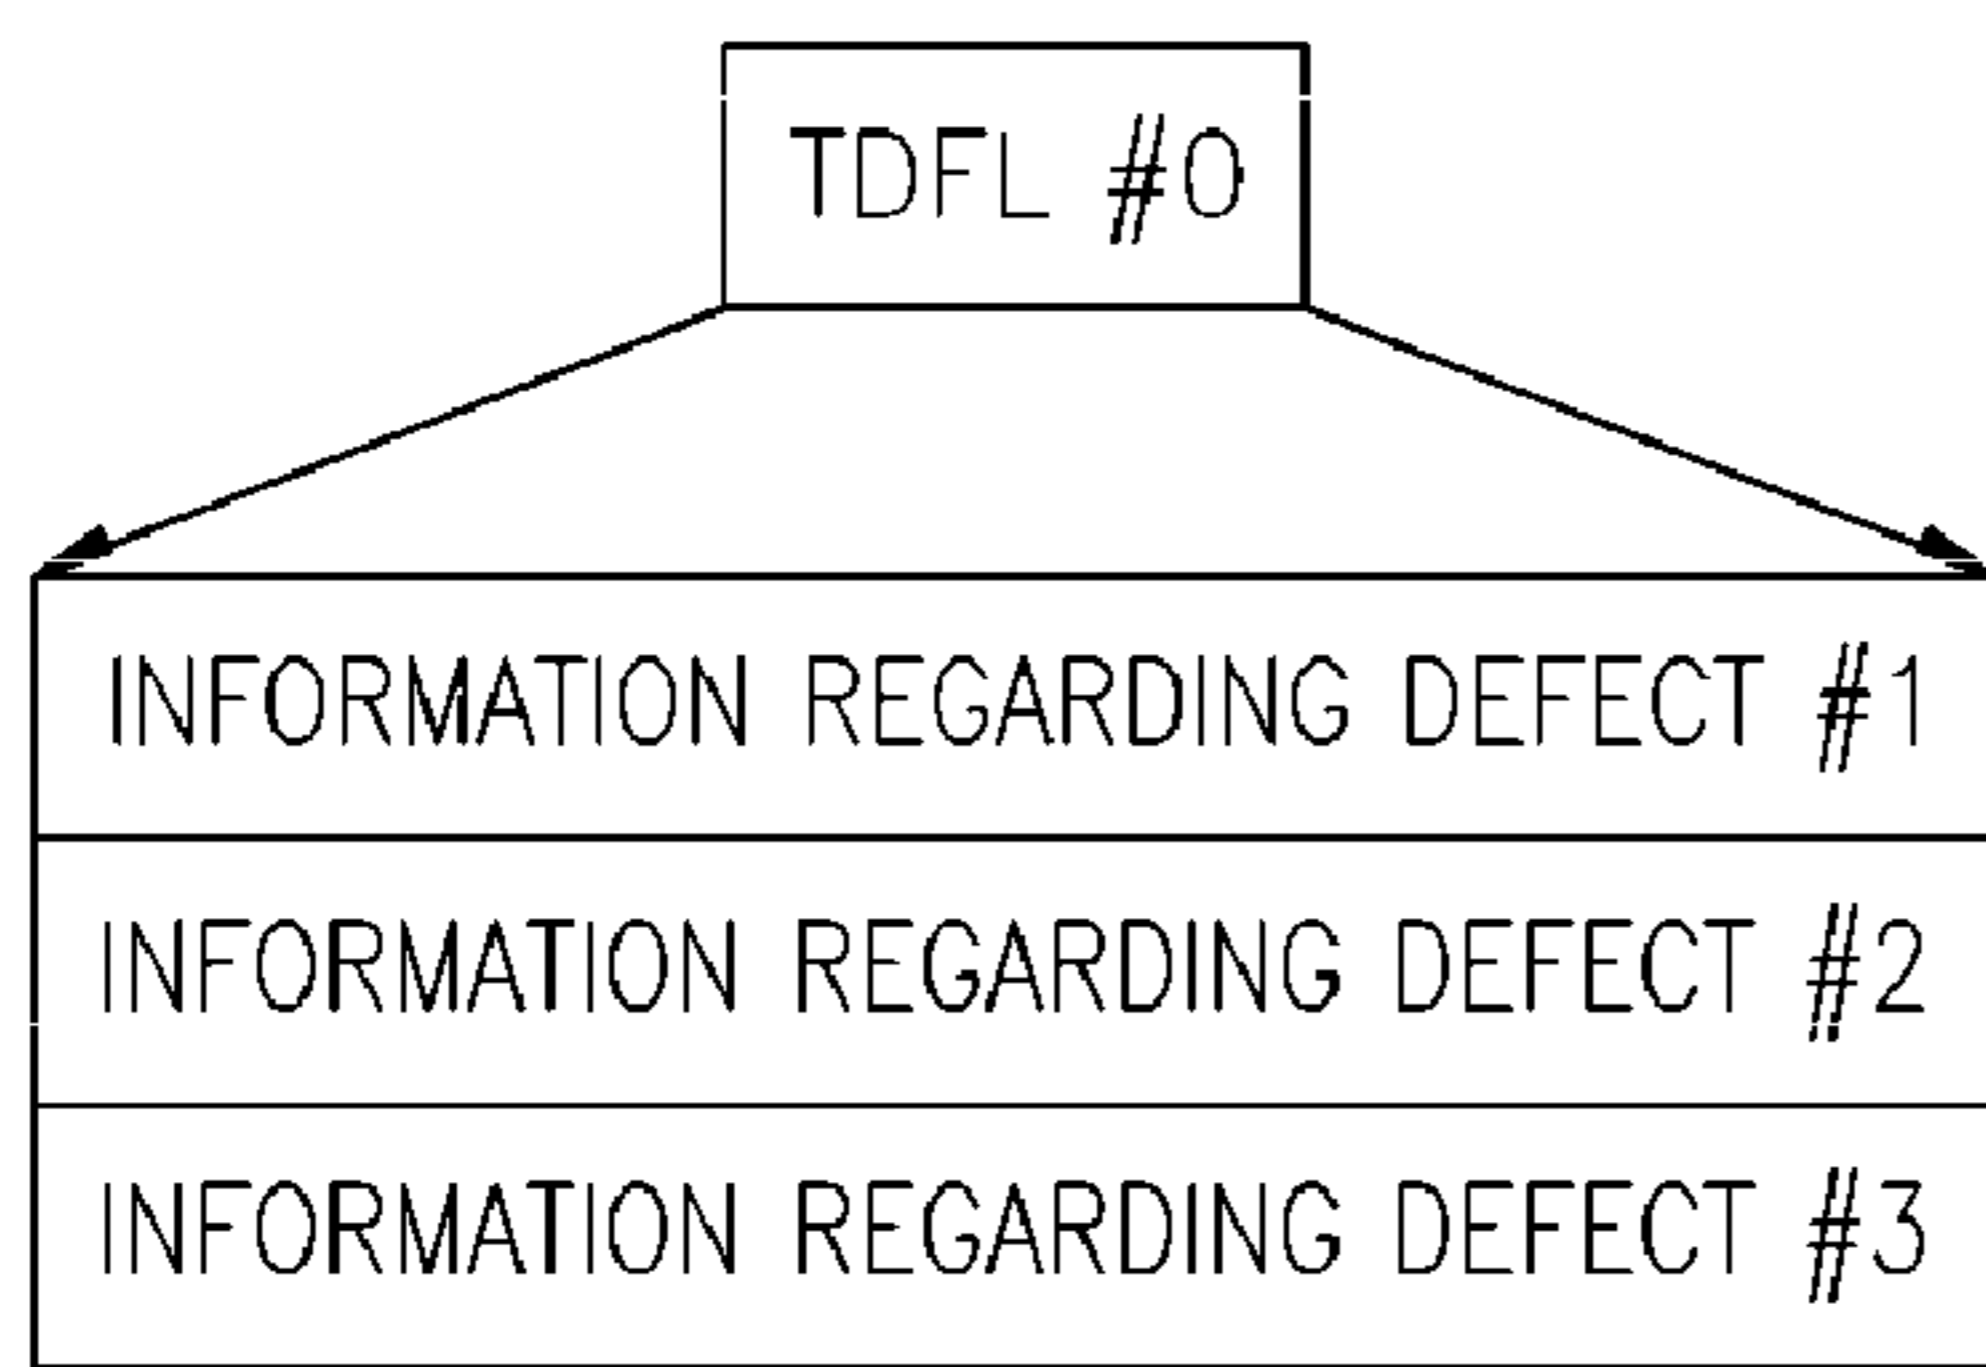 TDFL #0
INFORMATION REGARDING DEFECT #1
INFORMATION REGARDING DEFECT #2
INFORMATION REGARDING DEFECT #3